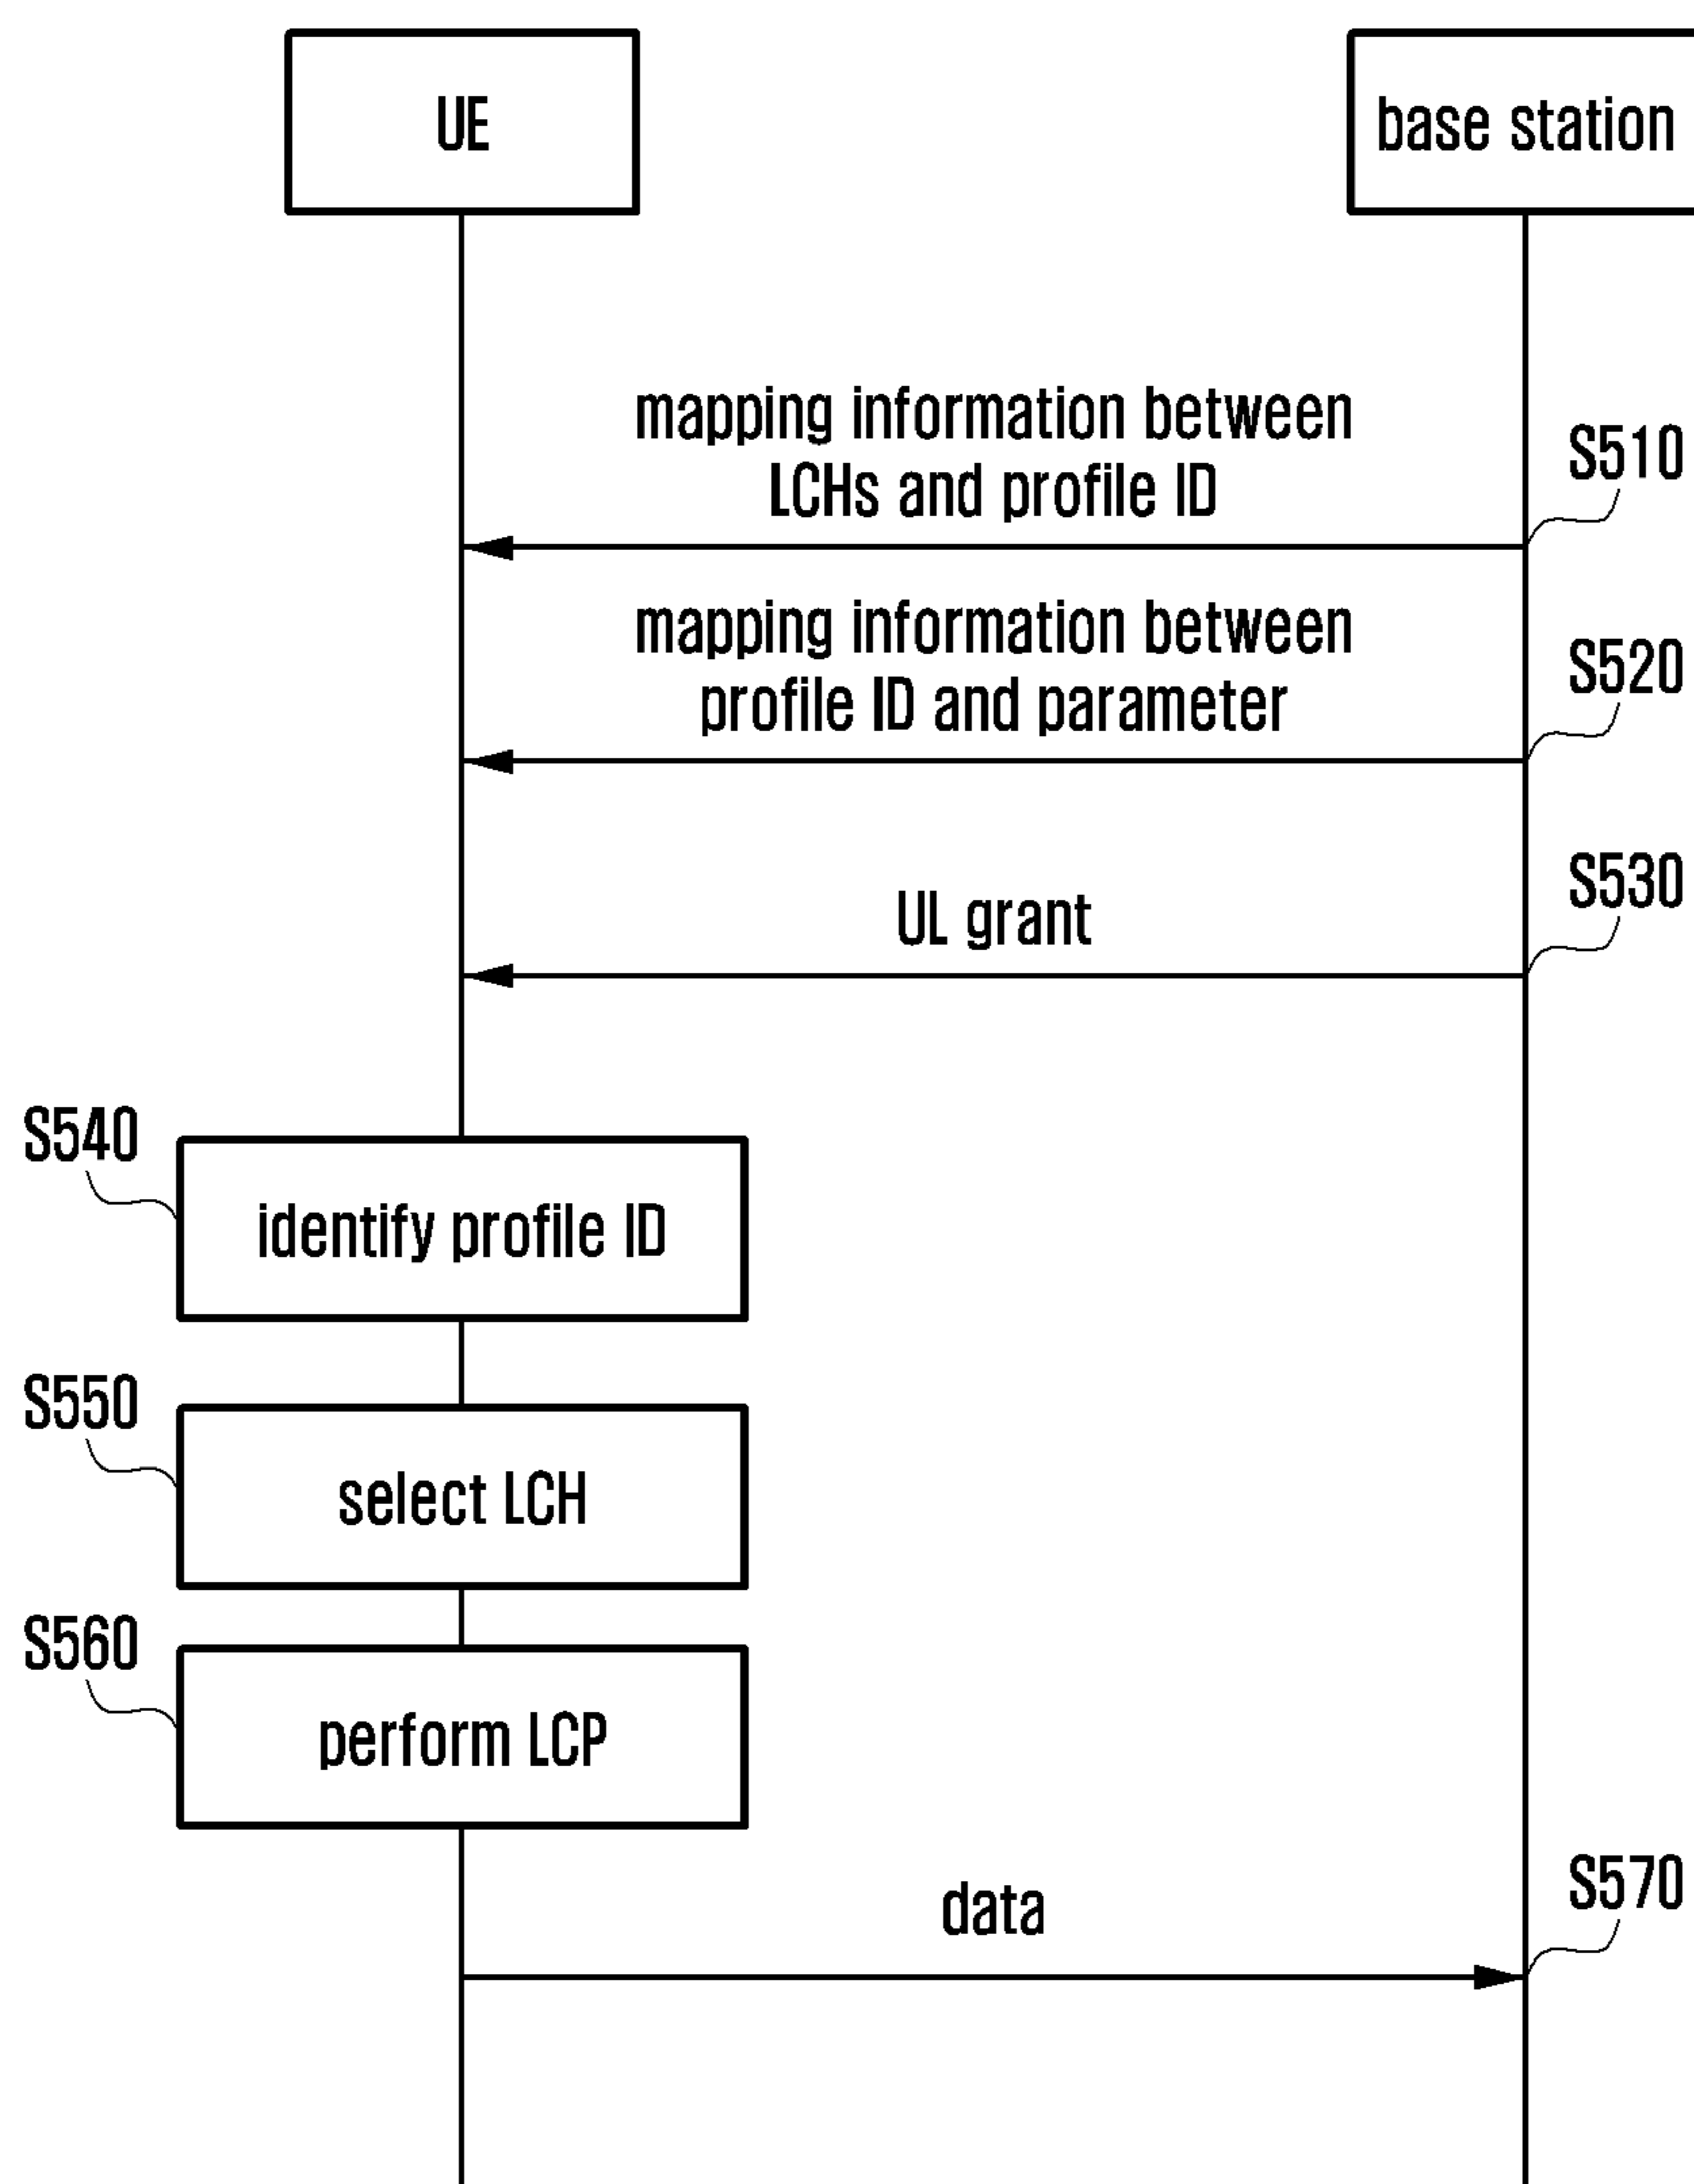 UE
base station
mapping information between
LCHs and profile ID
S510
mapping information between
profile ID and parameter
S520
UL grant
S530
S540
identify profile ID
S550
select LCH
S560
perform LCP
data
S570